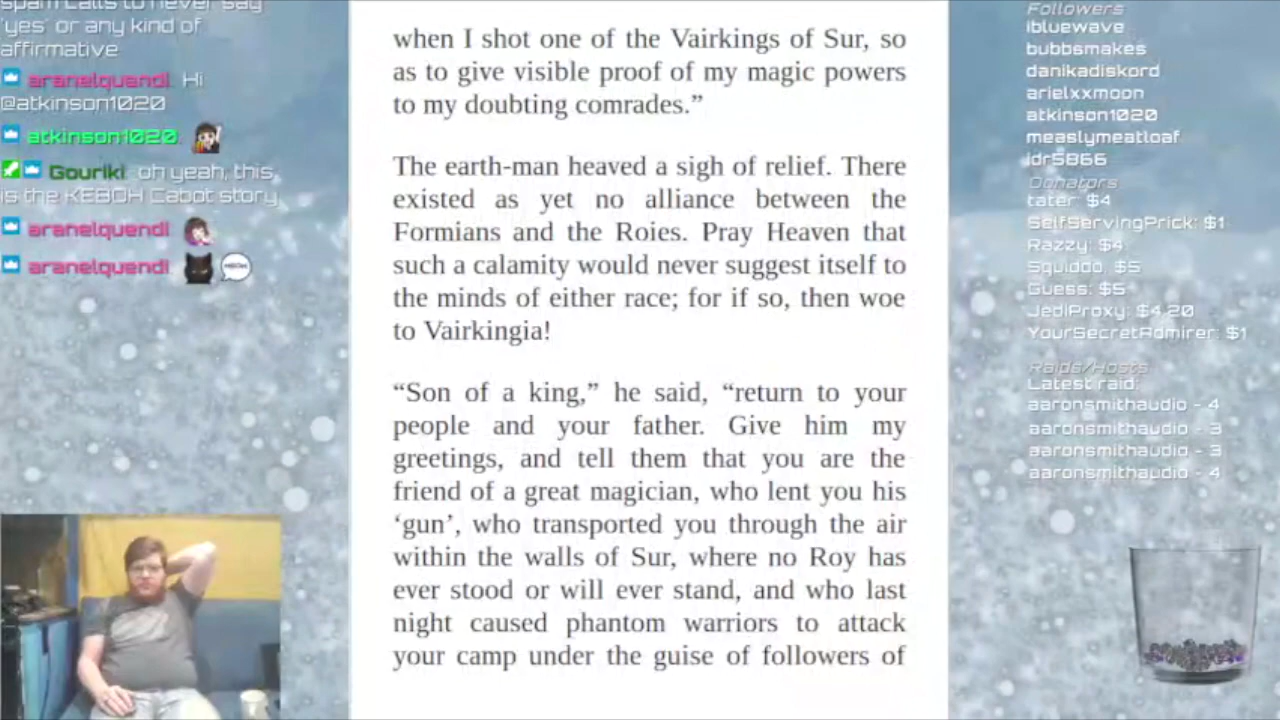 spam calls to never say
'yes' or any kind of
affirmative
aranelquendi: Hi
@atkinson1020
atkinson1020:
Gouriki: oh yeah, this
is the KEBOH Cabot story
aranelquendi:
aranelquendi:
when I shot one of the Vairkings of Sur, so
as to give visible proof of my magic powers
to my doubting comrades.”
The earth-man heaved a sigh of relief. There
existed as yet no alliance between the
Formians and the Roies. Pray Heaven that
such a calamity would never suggest itself to
the minds of either race; for if so, then woe
to Vairkingia!
“Son of a king,” he said, “return to your
people and your father. Give him my
greetings, and tell them that you are the
friend of a great magician, who lent you his
‘gun’, who transported you through the air
within the walls of Sur, where no Roy has
ever stood or will ever stand, and who last
night caused phantom warriors to attack
your camp under the guise of followers of
Followers
ibluewave
bubbsmakes
danikadiskord
arielxxmoon
atkinson1020
measlymeatloaf
jdr5866
Donators
tater: $4
SelfServingPrick: $1
Razzy: $4
Squiddo: $5
Guess: $5
JediProxy: $4.20
YourSecretAdmirer: $1
Raids/Hosts
Latest raid:
aaronsmithaudio - 4
aaronsmithaudio - 3
aaronsmithaudio - 3
aaronsmithaudio - 4